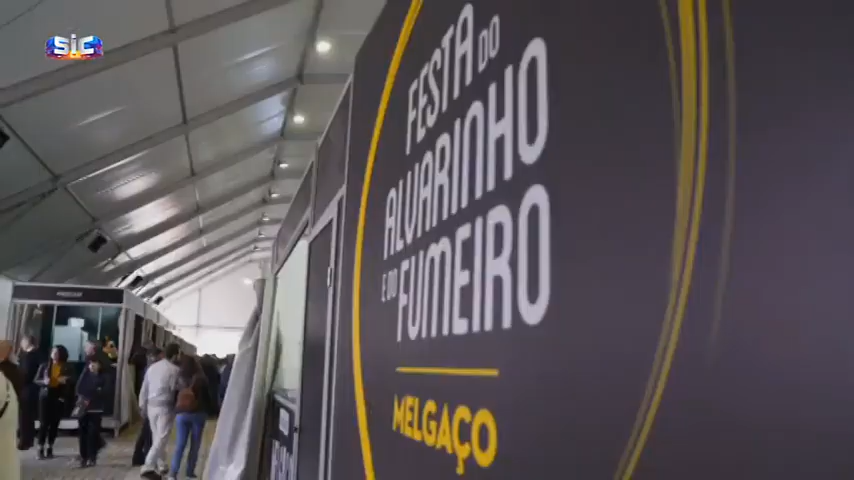 SIC
FESTA DO
ALVARINHO
E DO
FUMEIRO
MELGAÇO